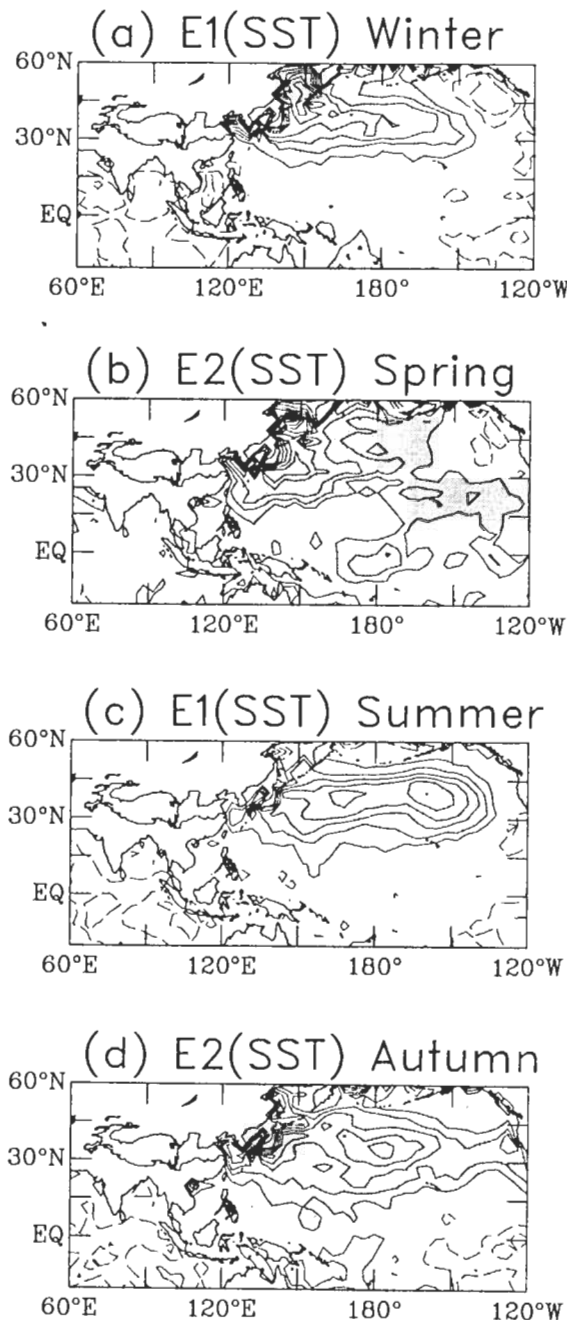 (a) E1(SST) Winter
60°N
30°N
EQ
60°E 120°E 180° 120°W
(b) E2(SST) Spring
60°N
30°N
EQ
60°E 120°E 180° 120°W
(c) E1(SST) Summer
60°N
30°N
EQ
60°E 120°E 180° 120°W
(d) E2(SST) Autumn
60°N
30°N
EQ
60°E 120°E 180° 120°W